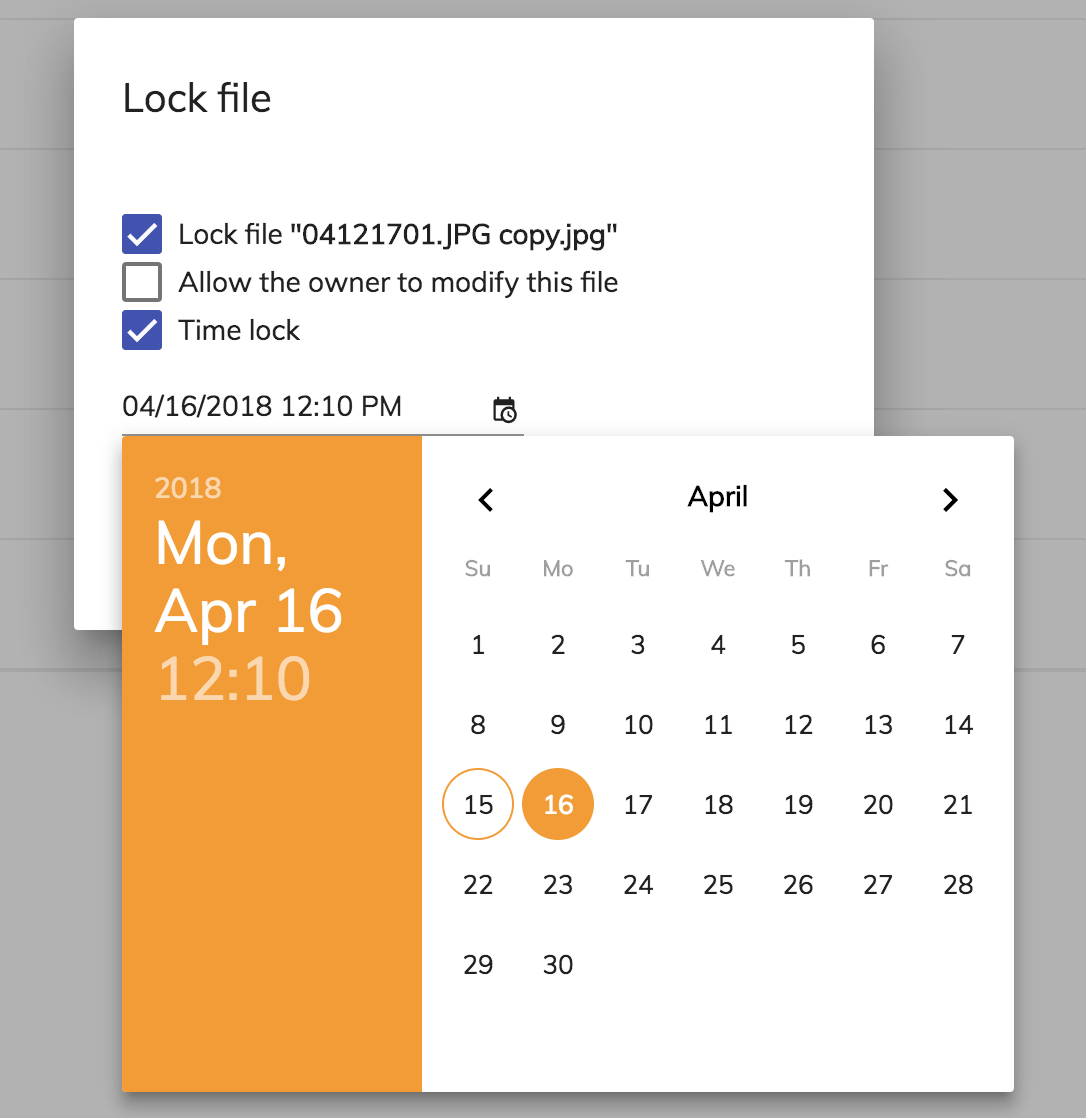 Lock file
Lock file "04121701.JPG copy.jpg"
Allow the owner to modify this file
Time lock
04/16/2018 12:10 PM
2018
Mon,
Apr 16
12:10
April
Su Mo Tu We Th Fr Sa
1 2 3 4 5 6 7
8 9 10 11 12 13 14
15 16 17 18 19 20 21
22 23 24 25 26 27 28
29 30